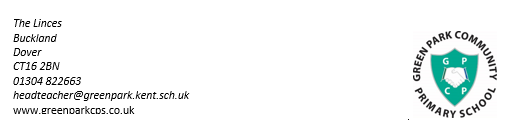 The Linces
Buckland
Dover
CT16 2BN
01304 822663
headteacher@greenpark.kent.sch.uk
www.greenparkcps.co.uk
GREEN PARK COMMUNITY
G P
C P
PRIMARY SCHOOL